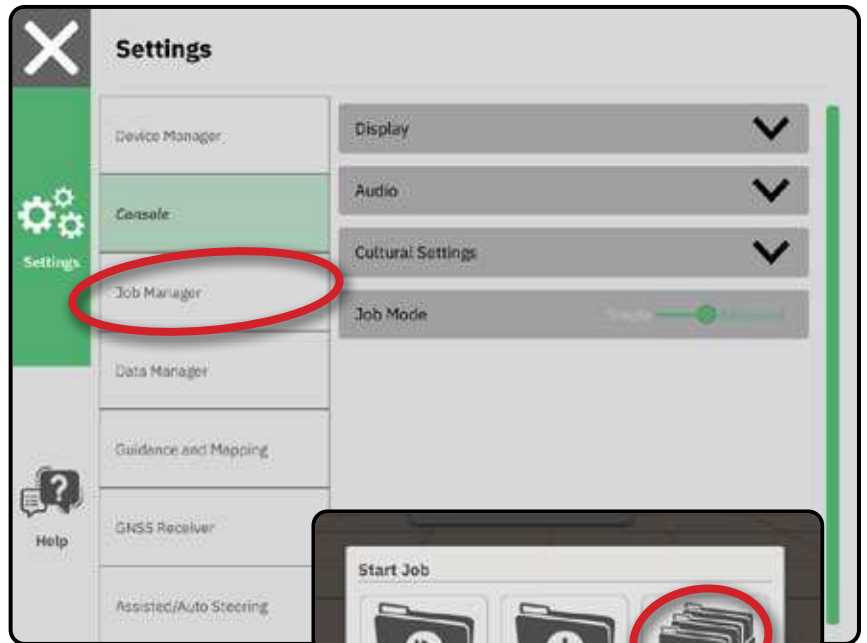 Settings
Device Manager
Display
Audio
Console
Settings
Cultural Settings
Job Manager
Job Mode
Data Manager
Guidance and Mapping
Help
GNSS Receiver
Start Job
Assisted/Auto Steering